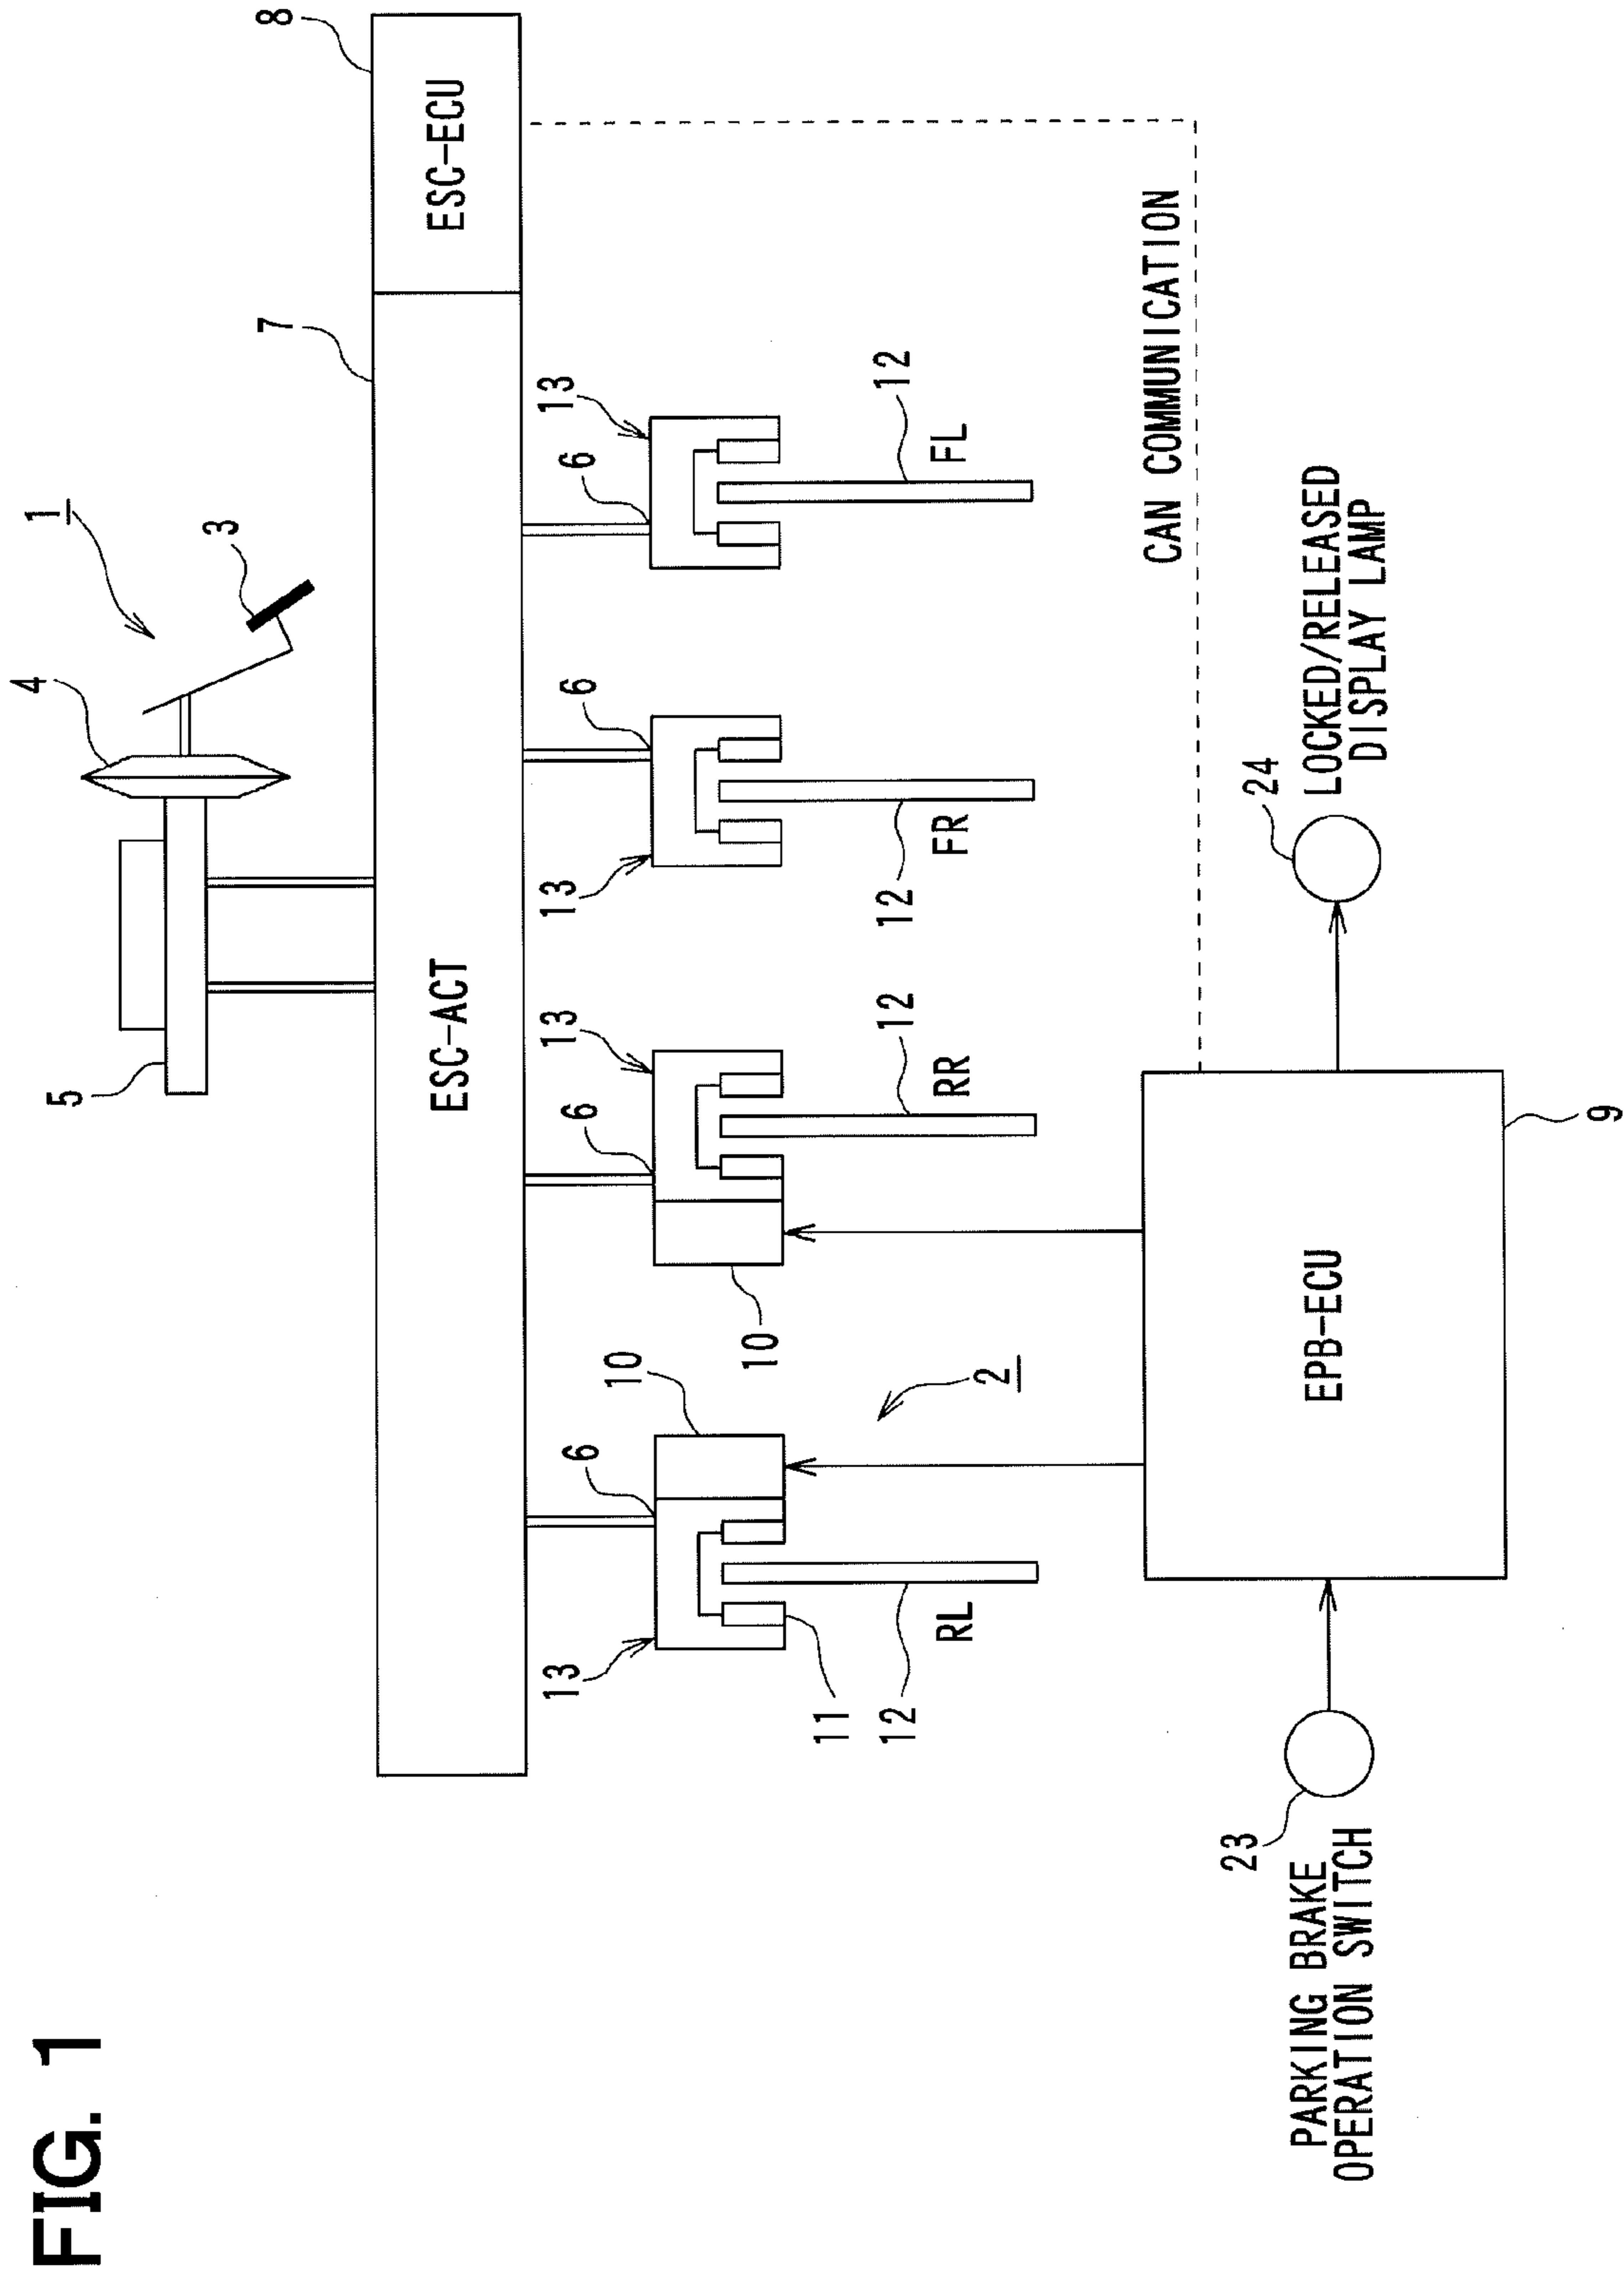 FIG. 1
1
3
4
5
7
8
ESC-ACT
ESC-ECU
6
6
6
6
13
13
13
13
10
10
11
12
12
12
12
RL
RR
FR
FL
2
CAN COMMUNICATION
EPB-ECU
9
23
PARKING BRAKE
OPERATION SWITCH
24
LOCKED/RELEASED
DISPLAY LAMP